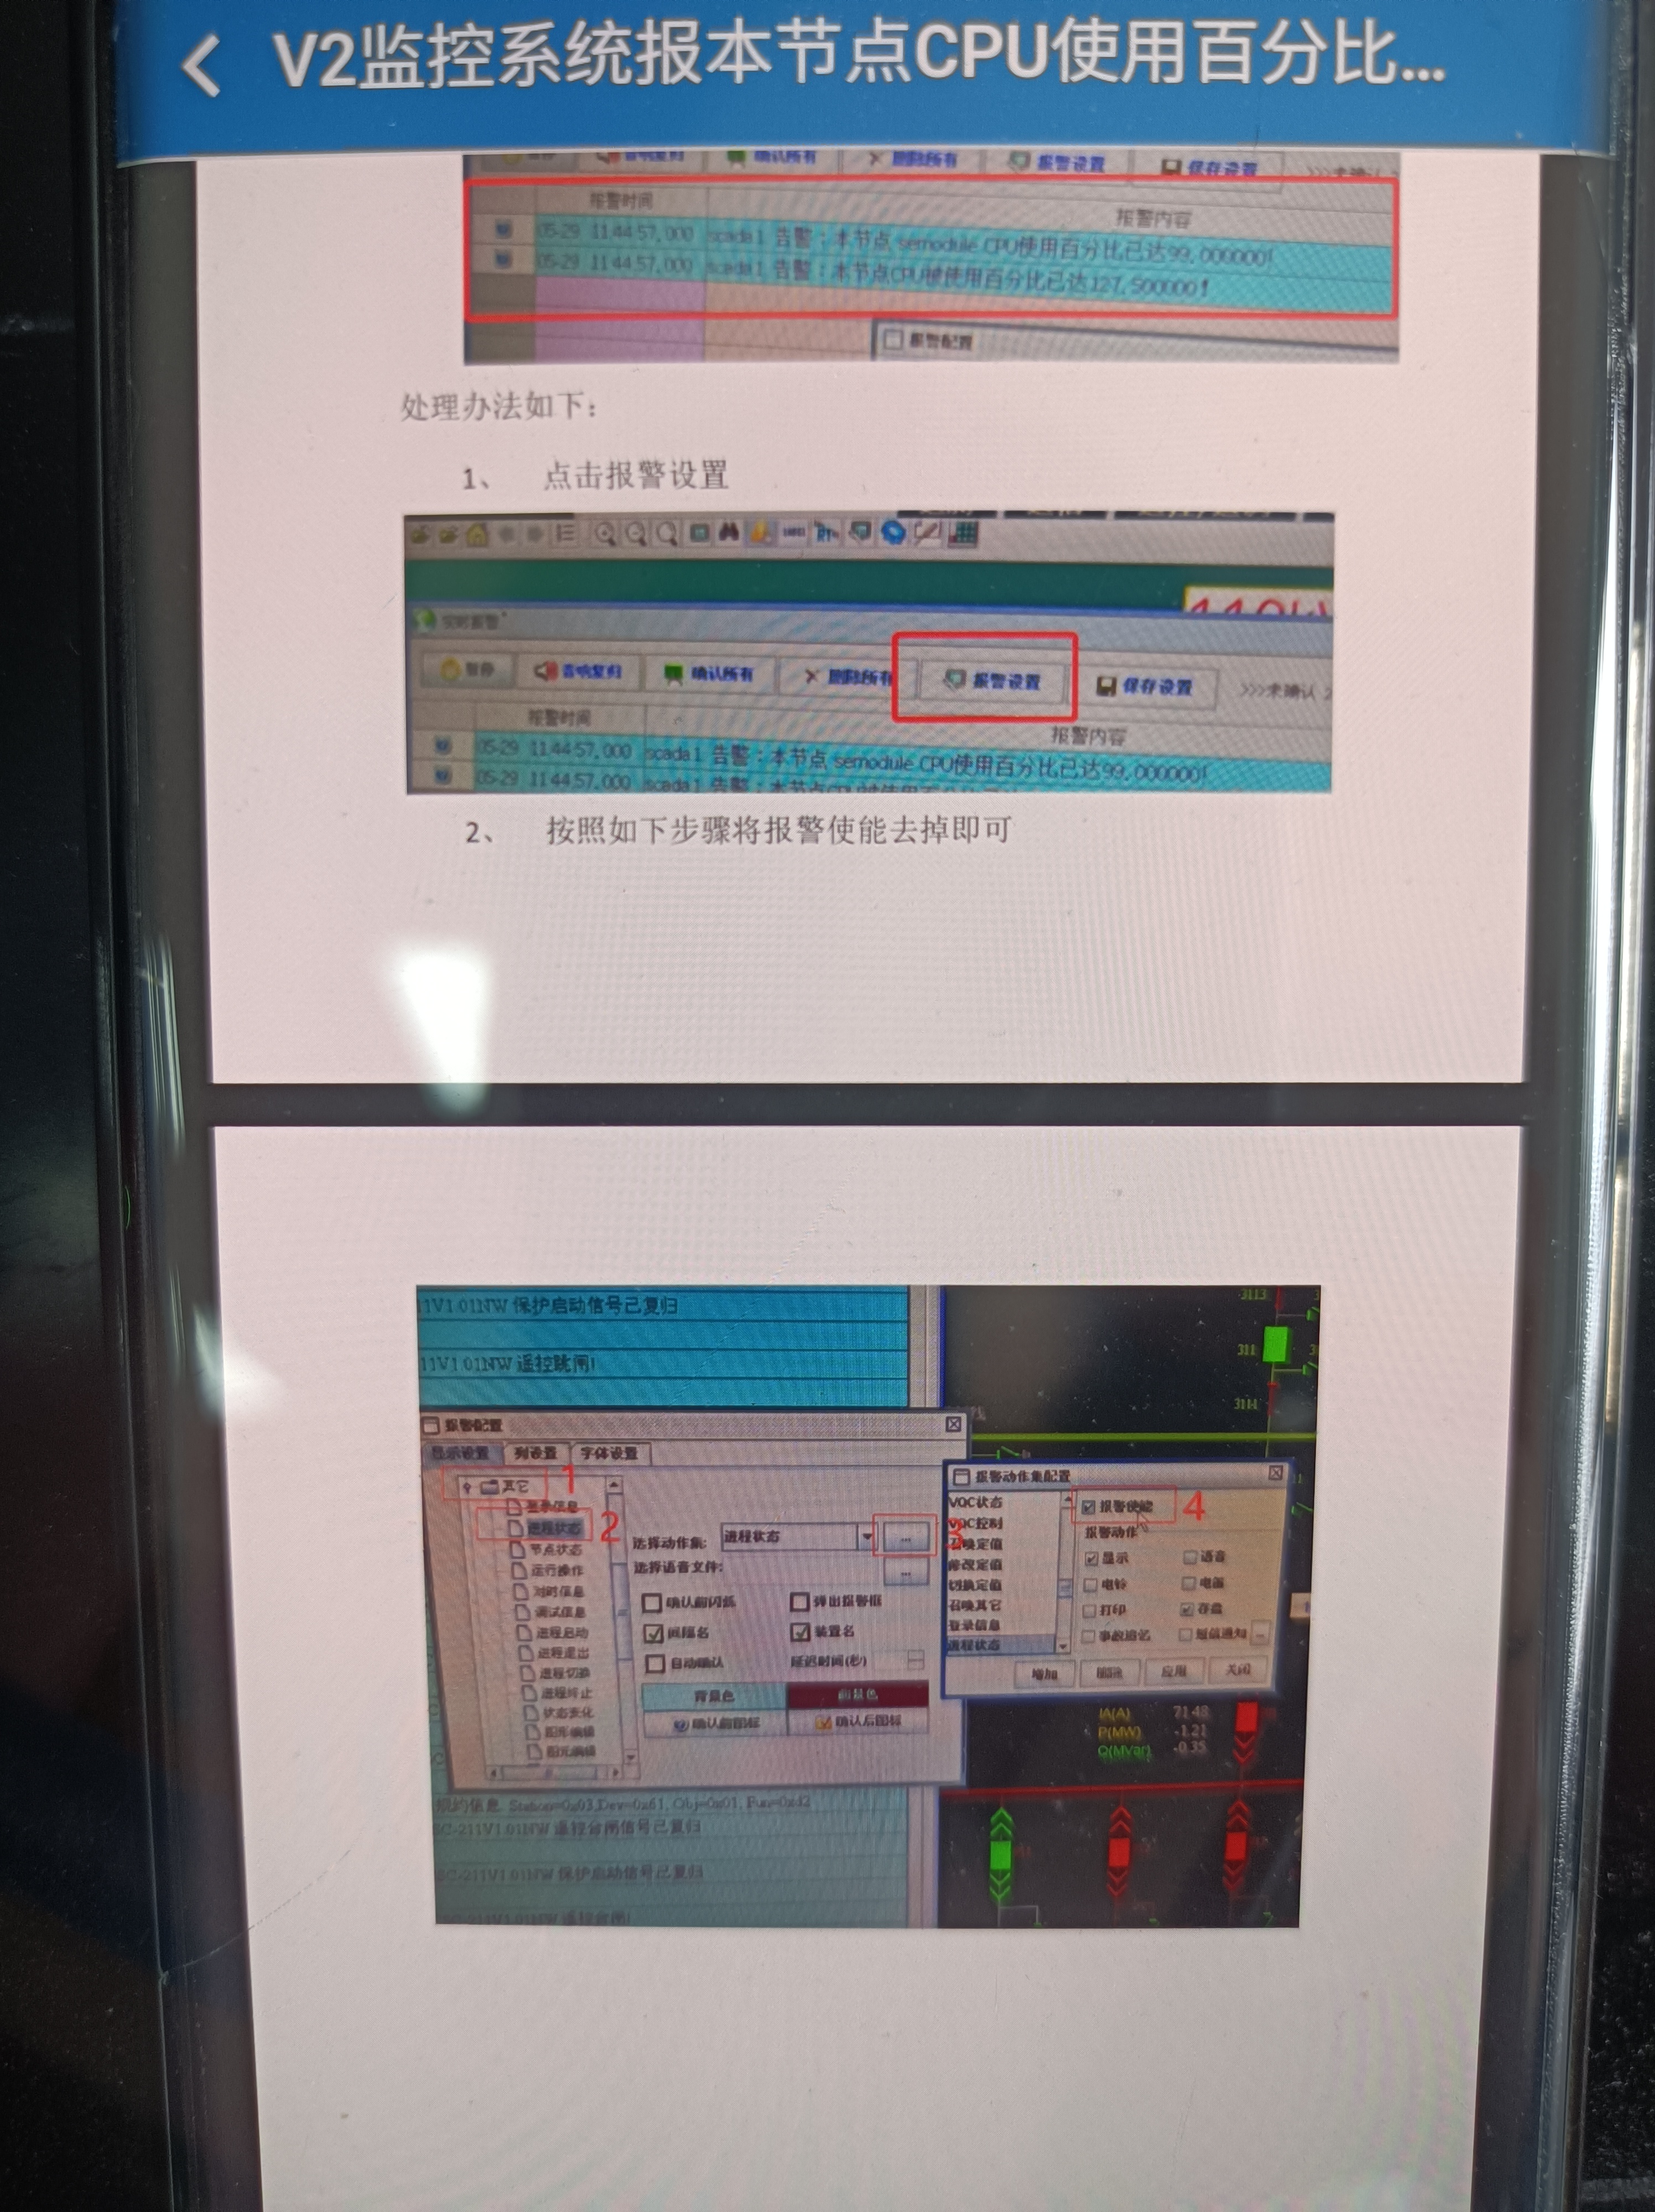 V2监控系统报本节点CPU使用百分比...
音响复归 确认所有 删除所有 报警设置 保存设置 >>>未确认
报警时间 报警内容
05-29 11:44:57,000 scada1 告警：本节点 semodule CPU使用百分比已达99,000000!
05-29 11:44:57,000 scada1 告警：本节点CPU被使用百分比已达127,500000!
报警配置
处理办法如下：
1、 点击报警设置
实时报警
暂停 音响复归 确认所有 删除所有 报警设置 保存设置 >>>未确认
报警时间 报警内容
05-29 11:44:57,000 scada1 告警：本节点 semodule CPU使用百分比已达99,000000!
05-29 11:44:57,000 scada1 告警：本节点CPU被使用百分比已达
2、 按照如下步骤将报警使能去掉即可
11V1.01NW 保护启动信号已复归
11V1.01NW 遥控跳闸!
3113
311
3111
报警配置
显示设置 列设置 字体设置
其它 1
登录信息
进程状态 2
节点状态
运行操作
对时信息
调试信息
进程启动
进程退出
进程切换
进程终止
状态变化
图形编辑
图元编辑
选择动作集: 进程状态 ... 3
选择语音文件: ...
确认前闪烁 弹出报警框
间隔名 装置名
自动确认 延迟时间(秒)
背景色 前景色
确认前图标 确认后图标
报警动作集配置
VQC状态
VQC控制
召唤定值
修改定值
切换定值
召唤其它
登录信息
进程状态
报警使能 4
报警动作
显示 语音
电铃 电笛
打印 存盘
事故追忆 短信通知 ...
增加 删除 应用 关闭
IA(A) 71.48
P(MW) -1.21
Q(MVar) -0.35
规约信息 Station=0x03,Dev=0x61, Obj=0x01, Fun=0xd2
SC-211V1.01NW 遥控合闸信号已复归
SC-211V1.01NW 保护启动信号已复归